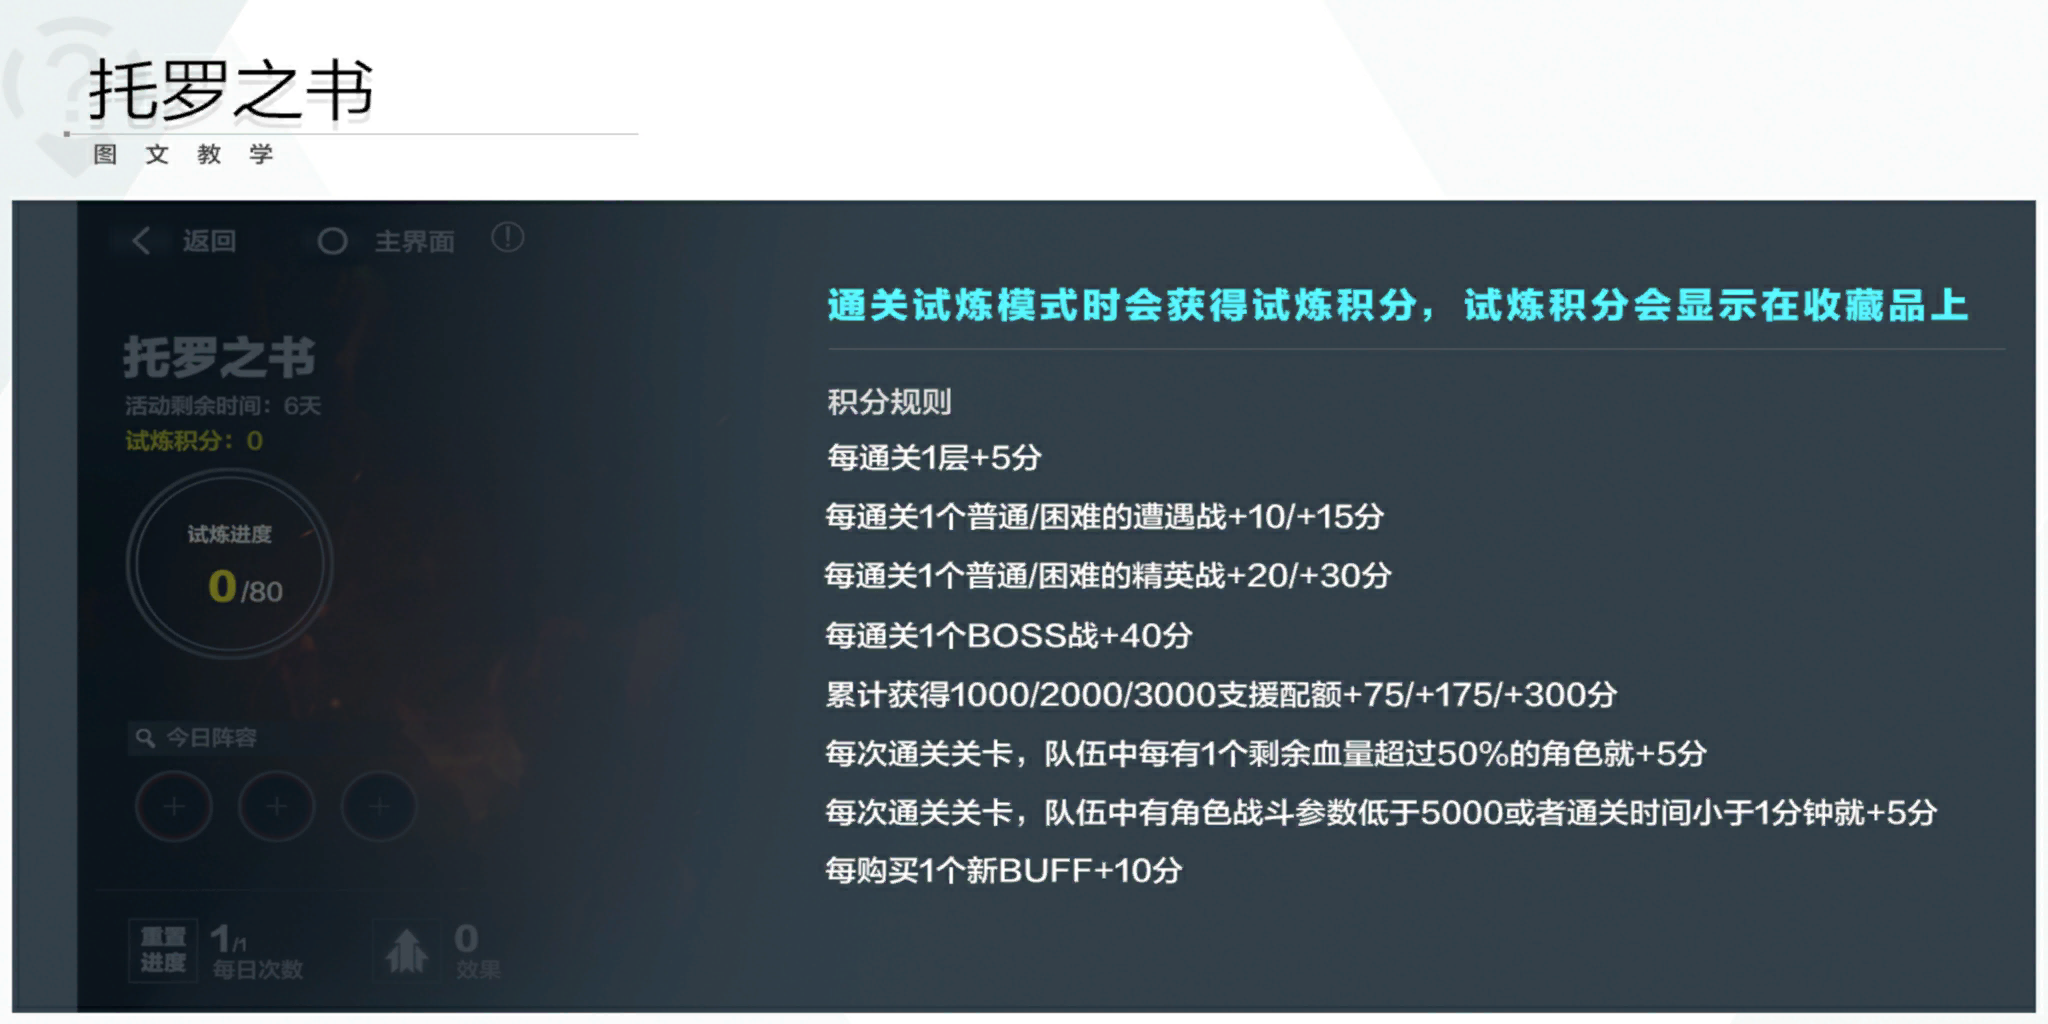 托罗之书
图文教学
返回 主界面
托罗之书
活动剩余时间：6天
试炼积分：0
试炼进度
0/80
今日阵容
重置进度
1/1
每日次数
0
效果
通关试炼模式时会获得试炼积分，试炼积分会显示在收藏品上
积分规则
每通关1层+5分
每通关1个普通/困难的遭遇战+10/+15分
每通关1个普通/困难的精英战+20/+30分
每通关1个BOSS战+40分
累计获得1000/2000/3000支援配额+75/+175/+300分
每次通关关卡，队伍中每有1个剩余血量超过50%的角色就+5分
每次通关关卡，队伍中有角色战斗参数低于5000或者通关时间小于1分钟就+5分
每购买1个新BUFF+10分